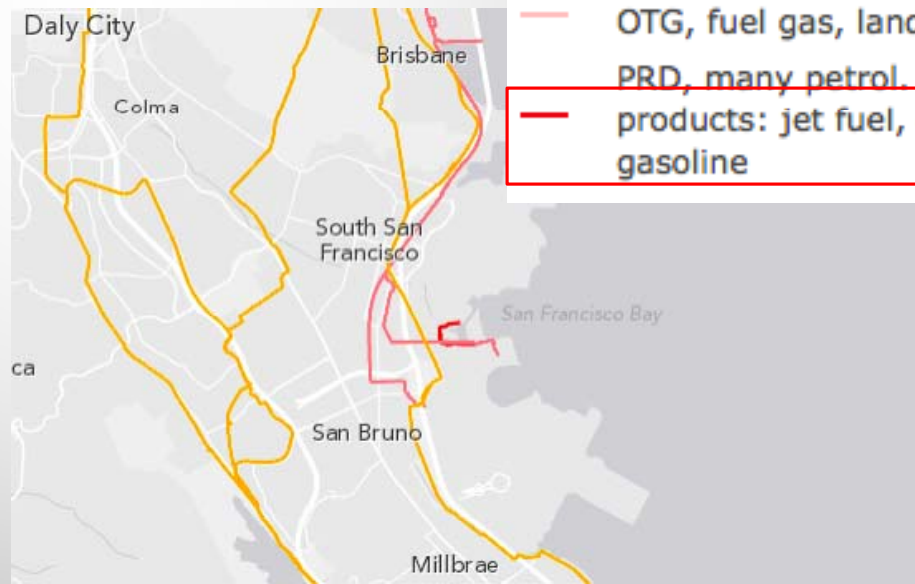 Daly City
Brisbane
Colma
South San
Francisco
San Francisco Bay
ca
San Bruno
Millbrae
OTG, fuel gas, land
PRD, many petrol.
products: jet fuel,
gasoline